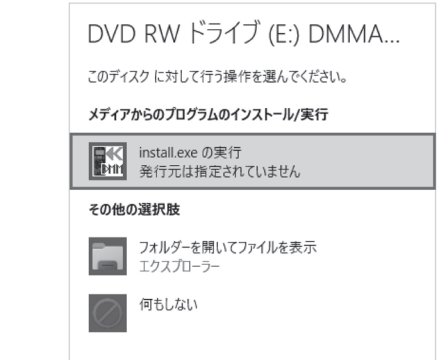 DVD RW ドライブ (E:) DMMA...
このディスク に対して行う操作を選んでください。
メディアからのプログラムのインストール/実行
install.exe の実行
発行元は指定されていません
DMM
その他の選択肢
フォルダーを開いてファイルを表示
エクスプローラー
何もしない